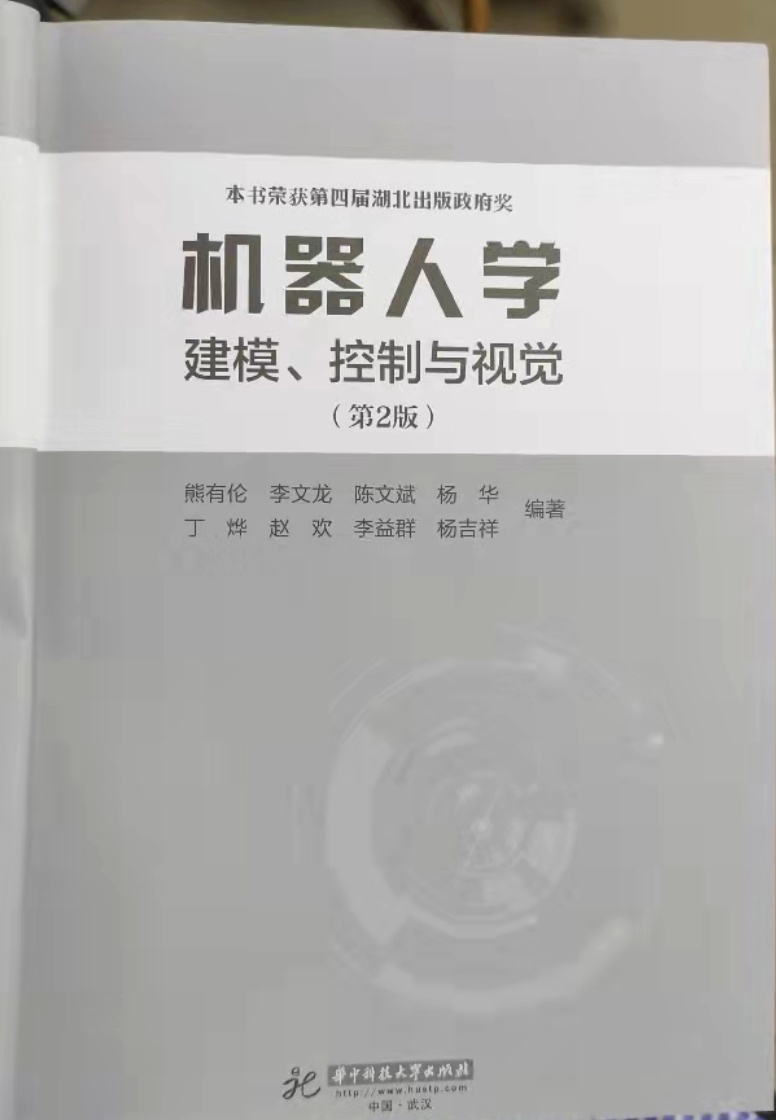 本书荣获第四届湖北出版政府奖
机器人学
建模、控制与视觉
（第2版）
熊有伦 李文龙 陈文斌 杨 华
丁 烨 赵 欢 李益群 杨吉祥 编著
华中科技大学出版社
http://www.hustp.com
中国·武汉